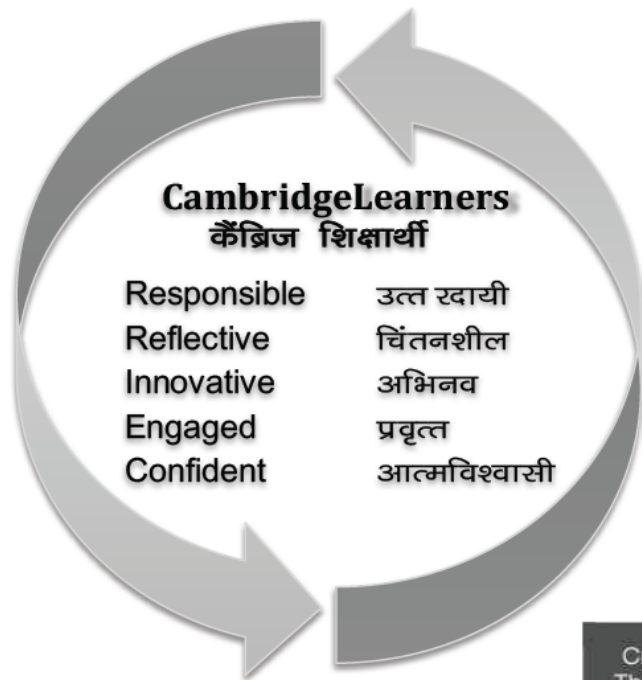 CambridgeLearners
कैंब्रिज शिक्षार्थी
Responsible उत्त रदायी
Reflective चिंतनशील
Innovative अभिनव
Engaged प्रवृत्त
Confident आत्मविश्वासी